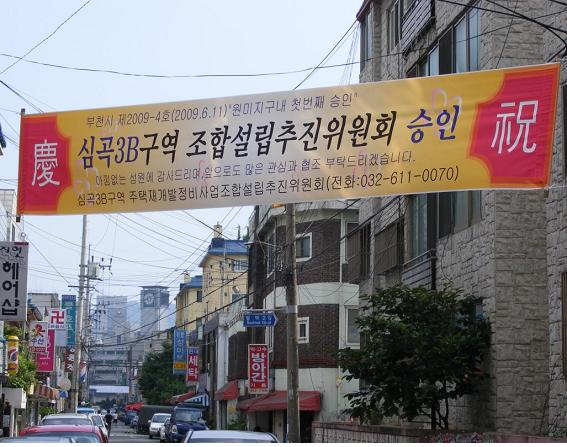 부천시 제2009-4호(2009.6.11)"원미지구내 첫번째 승인"
慶 심곡3B구역 조합설립추진위원회 승인 祝
아낌없는 성원에 감사드리며, 앞으로도 많은 관심과 협조 부탁드리겠습니다.
심곡3B구역 주택재개발정비사업조합설립추진위원회(전화:032-611-0070)
헤어샵
방앗간
세탁
卍
卍